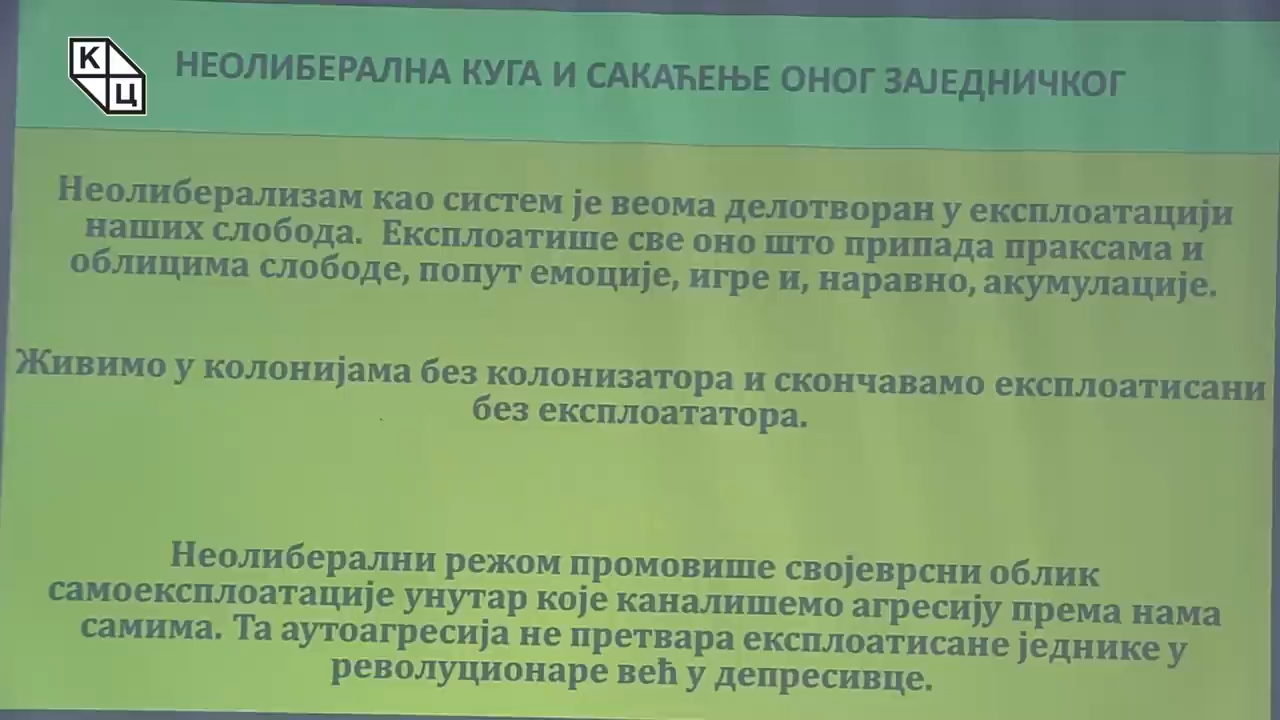 КЦ
НЕОЛИБЕРАЛНА КУГА И САКАЋЕЊЕ ОНОГ ЗАЈЕДНИЧКОГ
Неолиберализам као систем је веома делотворан у експлоатацији
наших слобода. Експлоатише све оно што припада праксама и
облицима слободе, попут емоције, игре и, наравно, акумулације.
Живимо у колонијама без колонизатора и скончавамо експлоатисани
без експлоататора.
Неолиберални режом промовише својеврсни облик
самоексплоатације унутар које каналишемо агресију према нама
самима. Та аутоагресија не претвара експлоатисане једнике у
револуционаре већ у депресивце.